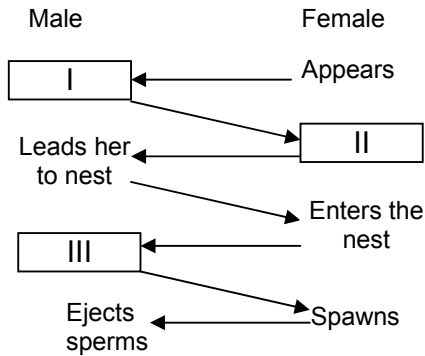 Male Female
I Appears
II
Leads her
to nest
Enters the
nest
III
Ejects
sperms
Spawns